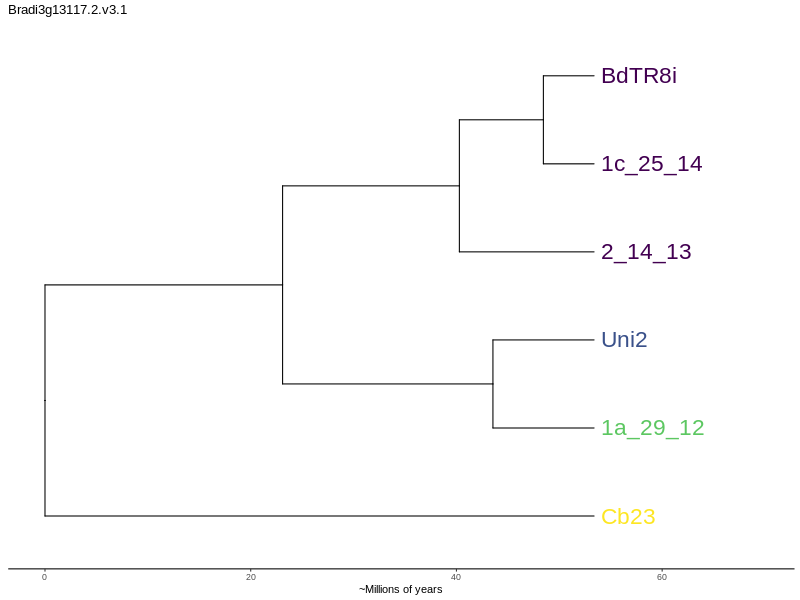 Bradi3g13117.2.v3.1
BdTR8i
1c_25_14
2_14_13
Uni2
1a_29_12
Cb23
0 20 40 60
~Millions of years